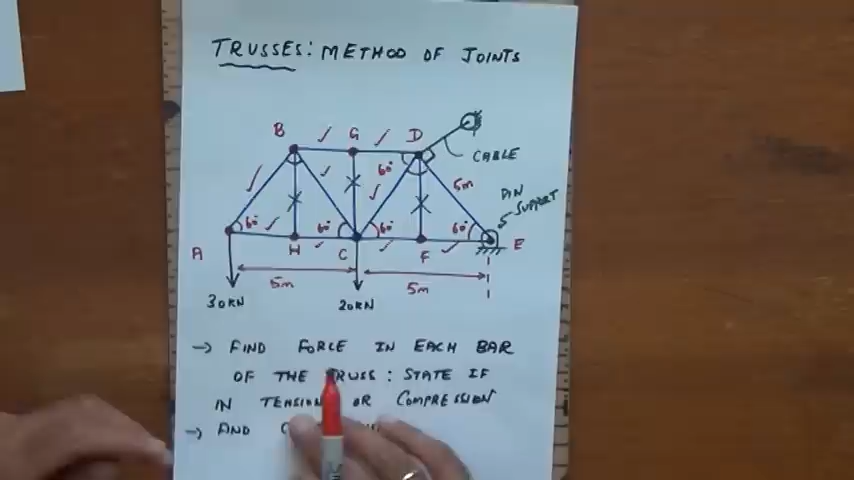 TRUSSES: METHOD OF JOINTS
B G D
CABLE
60°
5m
PIN
SUPPORT
60° 60° 60° 60°
A H C F E
5m 5m
30KN 20KN
→ FIND FORCE IN EACH BAR
OF THE TRUSS: STATE IF
IN TENSION OR COMPRESSION
→ AND